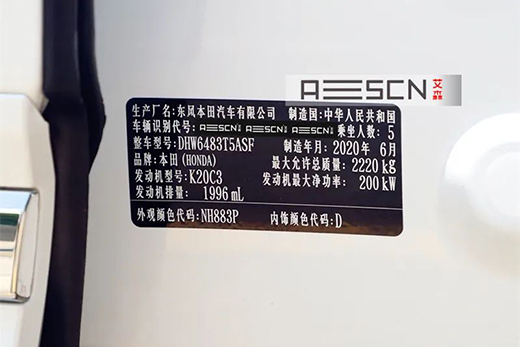 AESCN 艾森
生产厂名:东风本田汽车有限公司 制造国:中华人民共和国
车辆识别代号: AESCN AESCN AESCN 乘坐人数: 5
整车型号: DHW6483T5ASF 制造年月: 2020年 6月
品牌:本田 (HONDA) 最大允许总质量: 2220 kg
发动机型号: K20C3 发动机最大净功率: 200 kW
发动机排量: 1996 mL
外观颜色代码: NH883P 内饰颜色代码: D